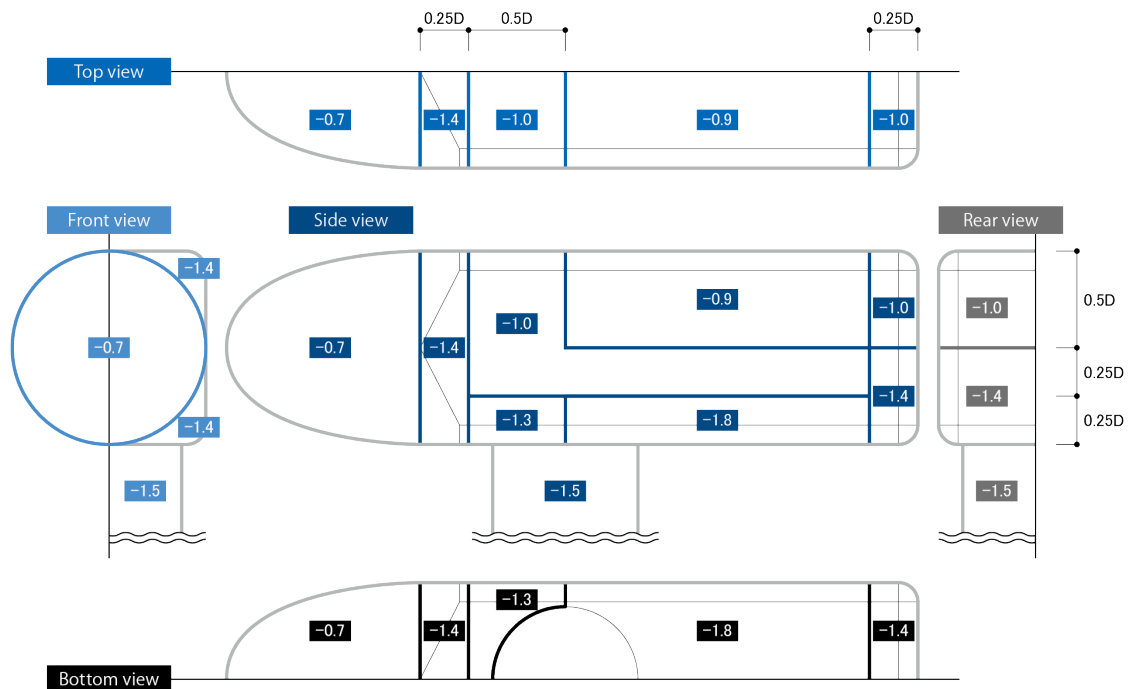 0.25D 0.5D 0.25D
Top view
−0.7 −1.4 −1.0 −0.9 −1.0
Front view Side view Rear view
−1.4
−0.7
−1.4
−1.5
−0.9
−1.0 −1.0
−0.7 −1.4
−1.4
−1.3 −1.8
−1.5
−1.0
−1.4
−1.5
0.5D
0.25D
0.25D
−1.3
−0.7 −1.4 −1.8 −1.4
Bottom view